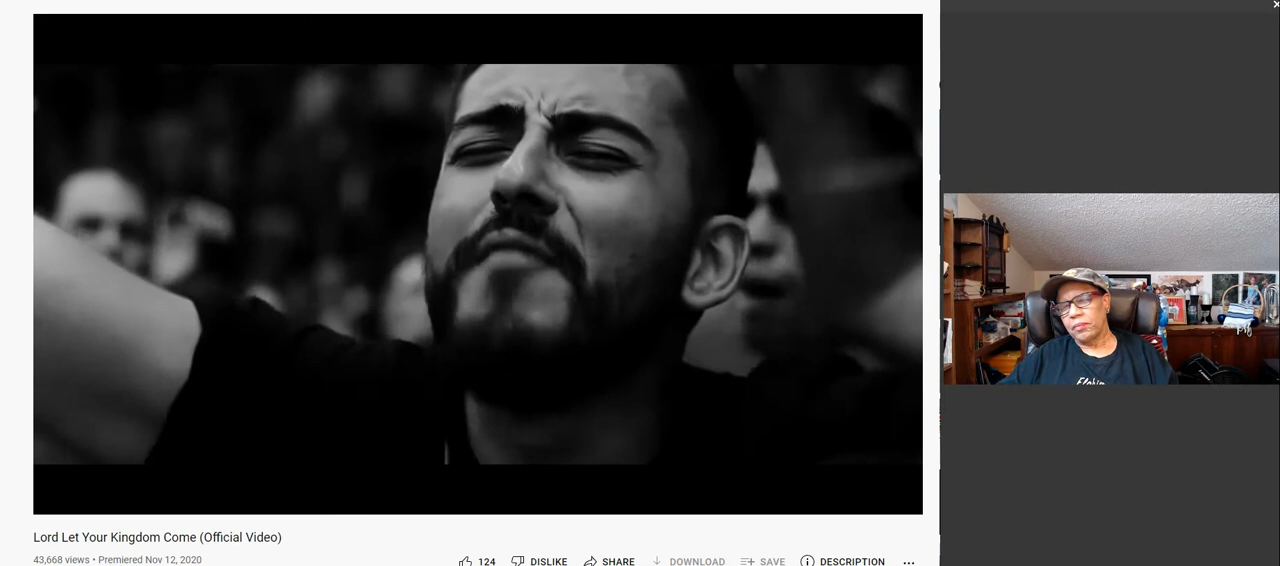 Lord Let Your Kingdom Come (Official Video)
43,668 views • Premiered Nov 12, 2020
124 DISLIKE SHARE DOWNLOAD SAVE DESCRIPTION